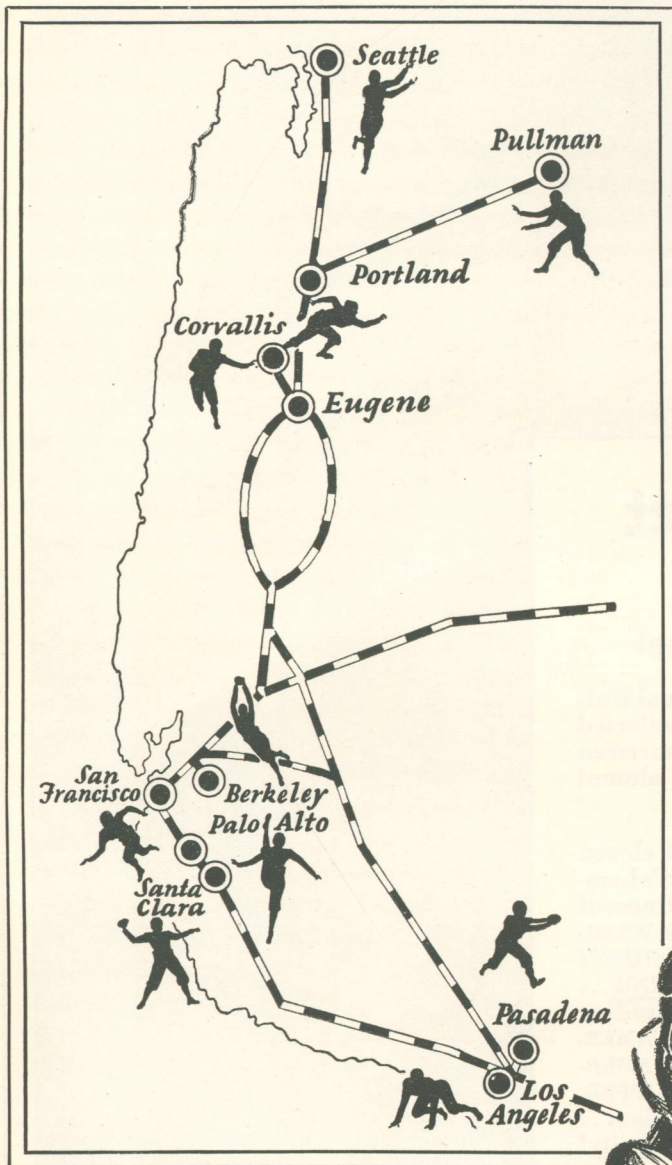 Seattle
Pullman
Portland
Corvallis
Eugene
San
Francisco
Berkeley
Palo Alto
Santa
Clara
Pasadena
Los
Angeles